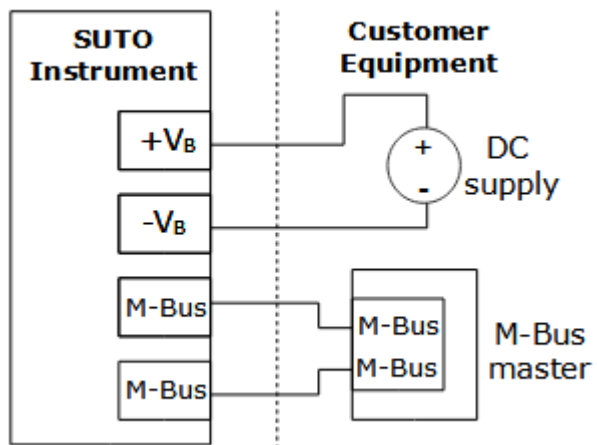 SUTO
Instrument
+VB
-VB
M-Bus
M-Bus
Customer
Equipment
+
-
DC
supply
M-Bus
M-Bus
M-Bus
master